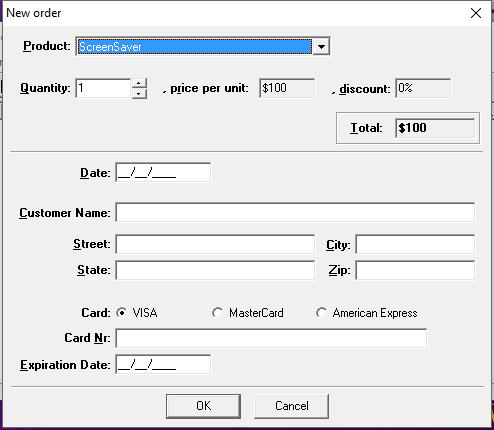 New order
Product: ScreenSaver
Quantity: 1 , price per unit: $100 , discount: 0%
Total: $100
Date: __/__/____
Customer Name:
Street: City:
State: Zip:
Card: VISA MasterCard American Express
Card Nr:
Expiration Date: __/__/____
OK Cancel